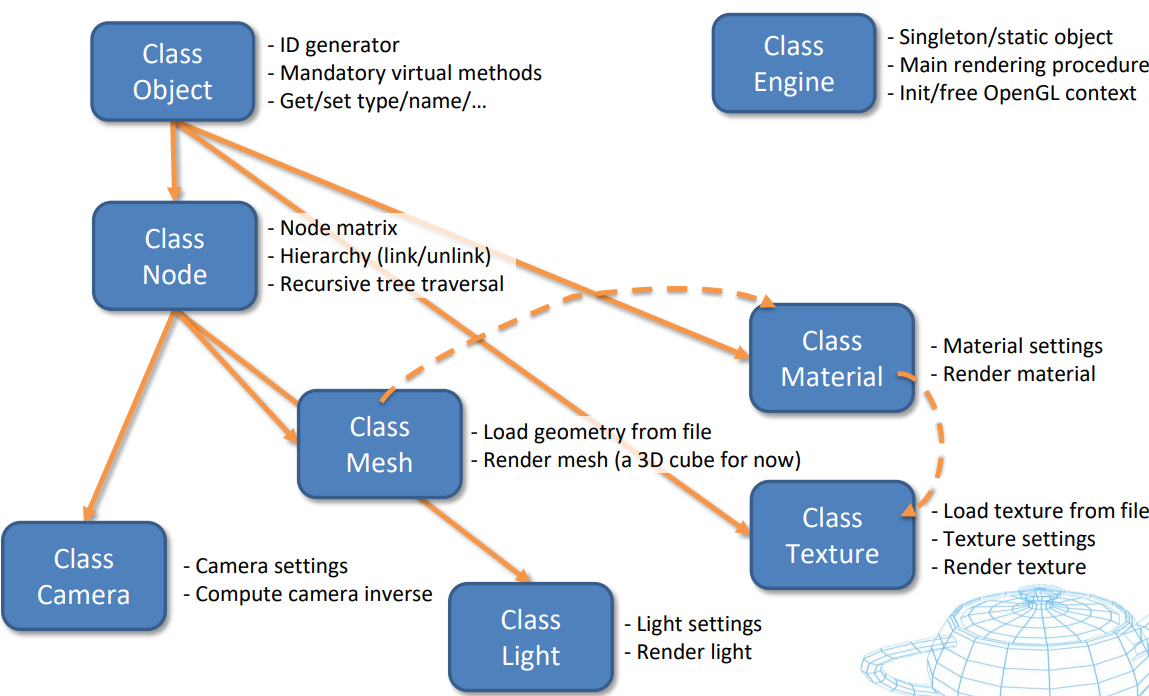 Class
Object
- ID generator
- Mandatory virtual methods
- Get/set type/name/…
Class
Engine
- Singleton/static object
- Main rendering procedure
- Init/free OpenGL context
Class
Node
- Node matrix
- Hierarchy (link/unlink)
- Recursive tree traversal
Class
Material
- Material settings
- Render material
Class
Mesh
- Load geometry from file
- Render mesh (a 3D cube for now)
Class
Texture
- Load texture from file
- Texture settings
- Render texture
Class
Camera
- Camera settings
- Compute camera inverse
Class
Light
- Light settings
- Render light